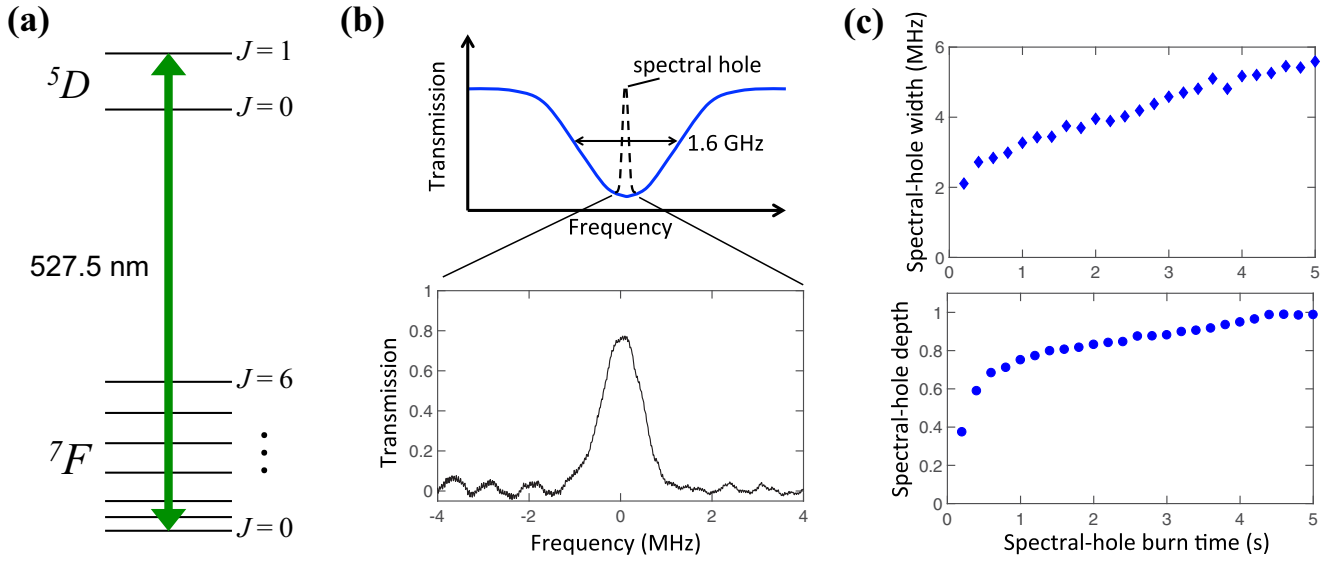 (a)
J = 1
⁵D
J = 0
527.5 nm
J = 6
⁷F
J = 0
(b)
spectral hole
1.6 GHz
Transmission
Frequency
1
0.8
0.6
0.4
0.2
0
Transmission
-4
-2
0
2
4
Frequency (MHz)
(c)
6
4
2
0
Spectral-hole width (MHz)
0
1
2
3
4
5
1
0.8
0.6
0.4
0.2
0
Spectral-hole depth
0
1
2
3
4
5
Spectral-hole burn time (s)